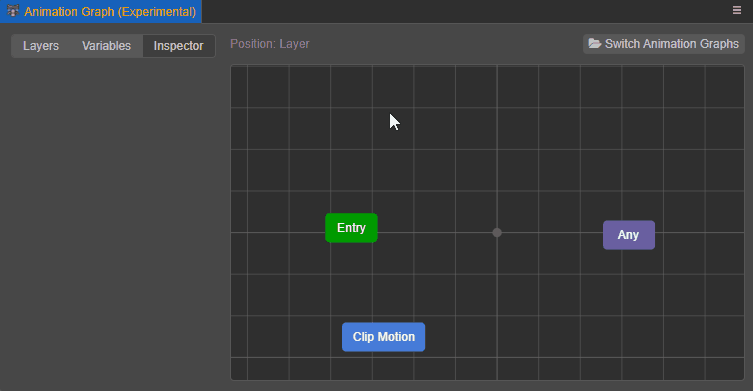 Animation Graph (Experimental)
Layers Variables Inspector
Position: Layer
Switch Animation Graphs
Entry
Any
Clip Motion